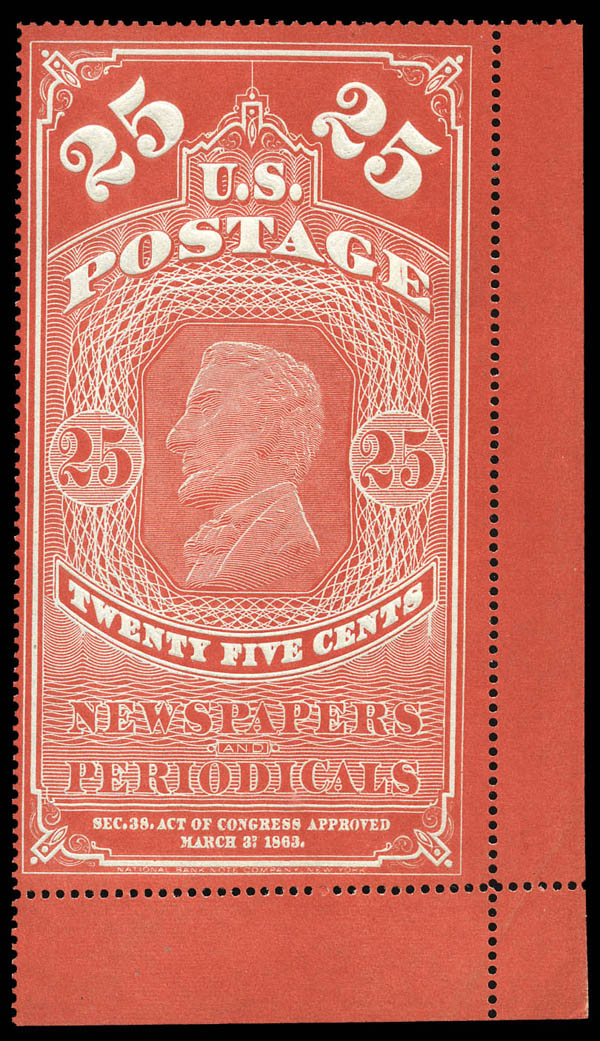 25 25
U.S.
POSTAGE
25 25
TWENTY FIVE CENTS
NEWSPAPERS
AND
PERIODICALS
SEC. 38. ACT OF CONGRESS APPROVED
MARCH 3D 1863.
NATIONAL BANK NOTE COMPANY, NEW YORK